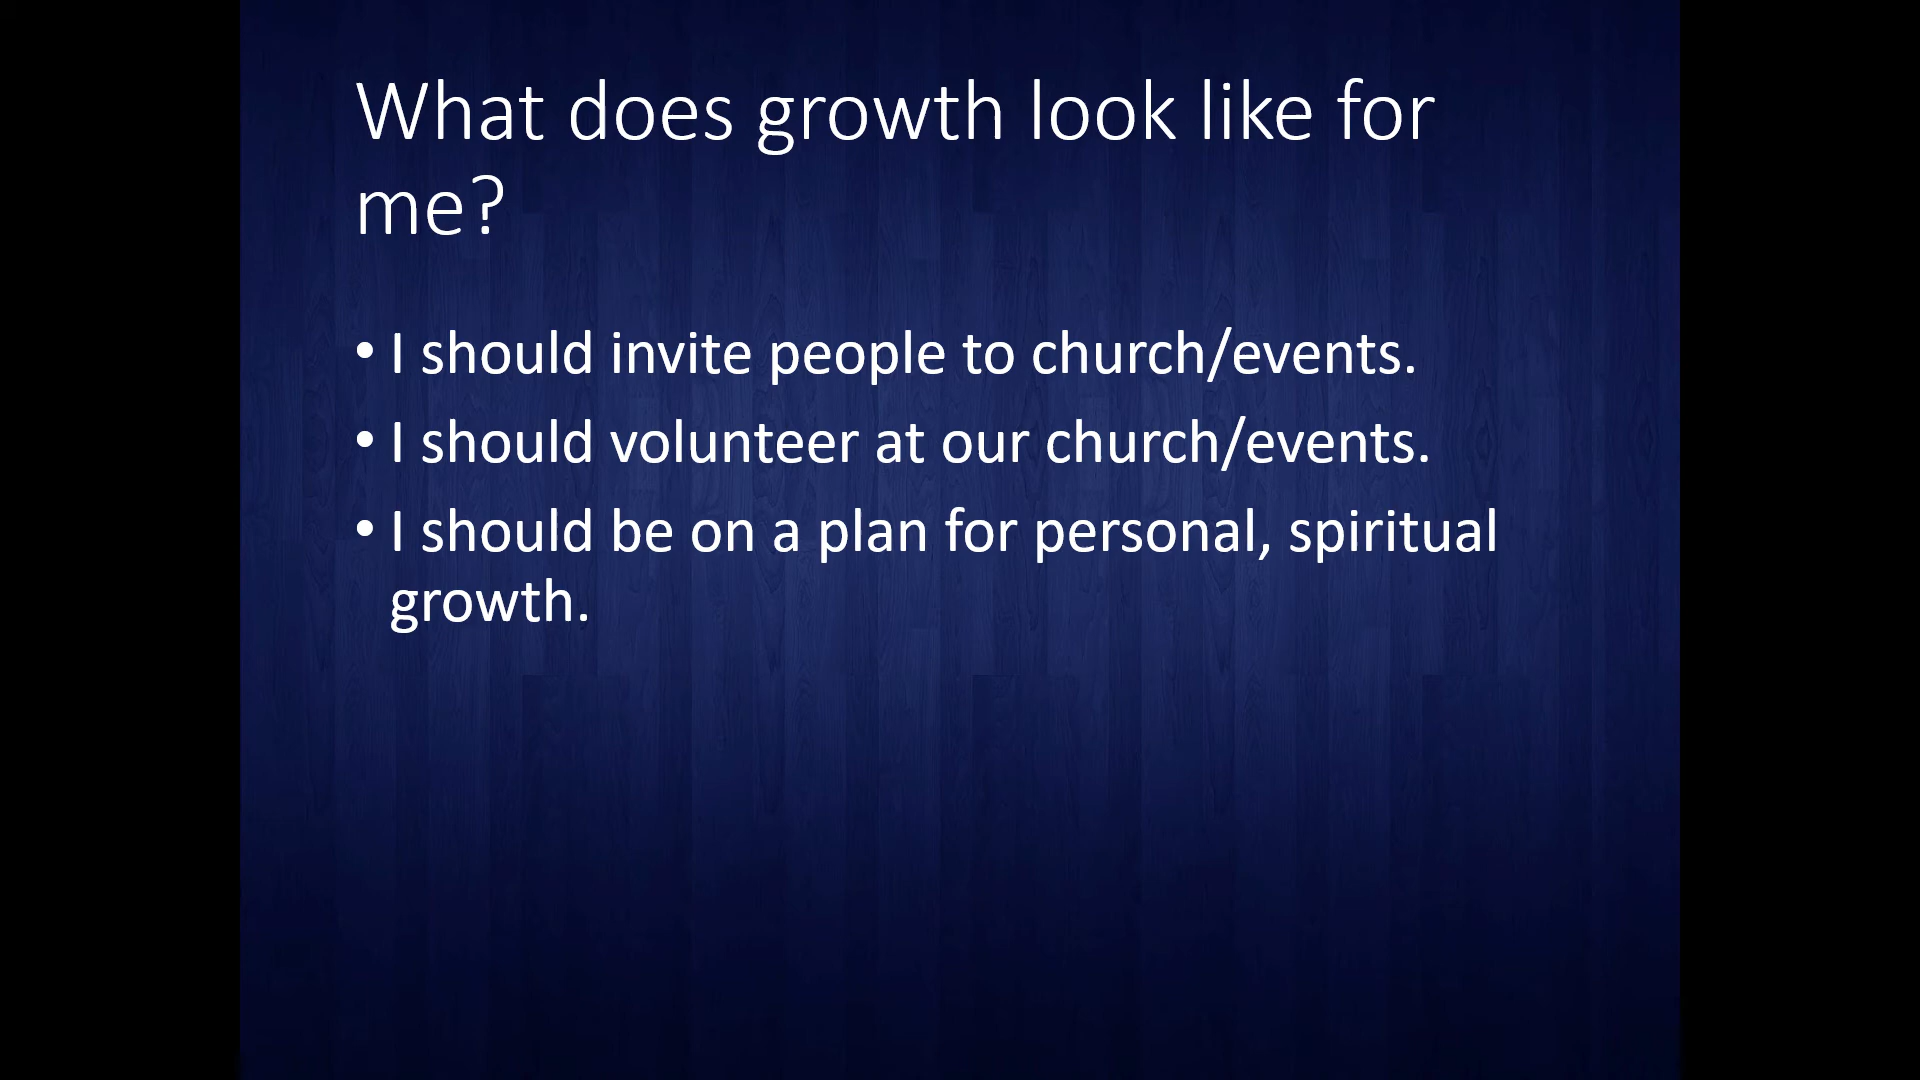 What does growth look like for
me?
• I should invite people to church/events.
• I should volunteer at our church/events.
• I should be on a plan for personal, spiritual
growth.